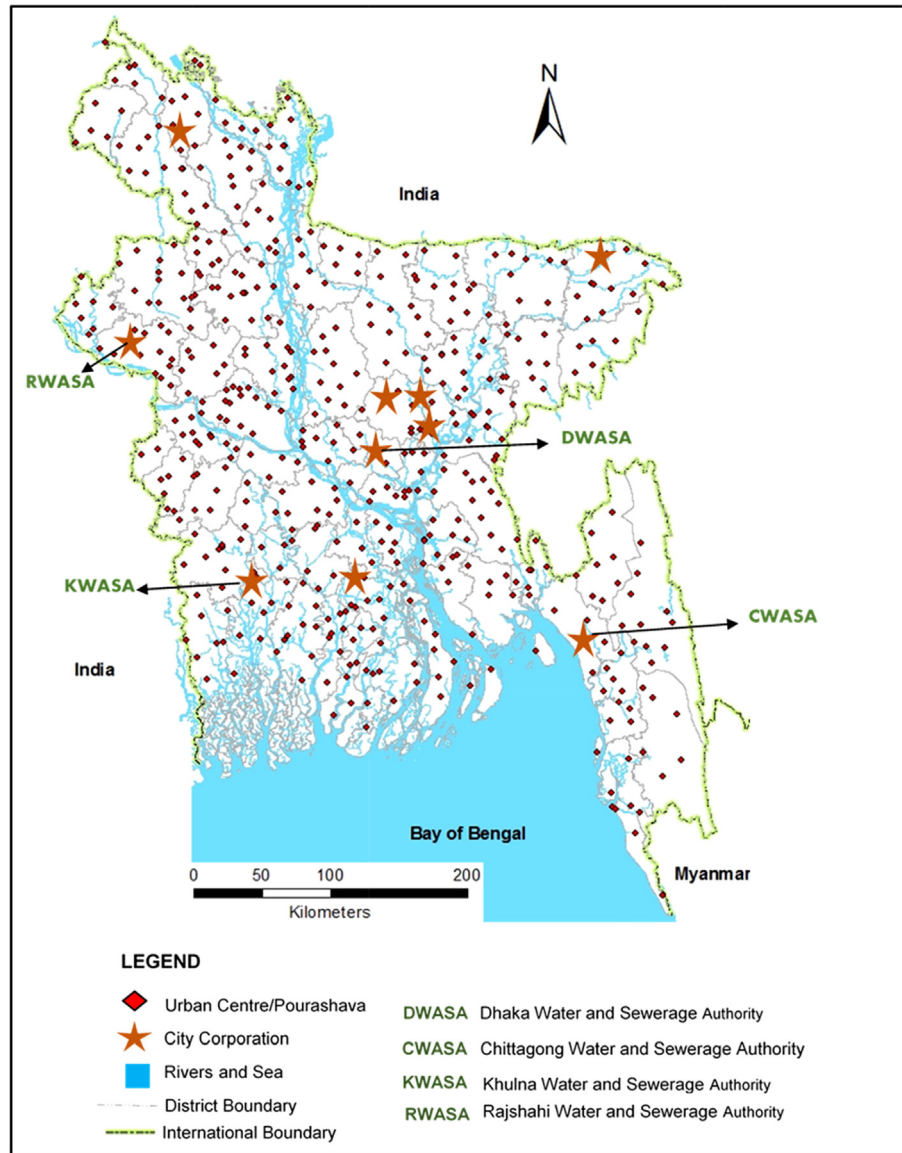 N
India
RWASA
DWASA
KWASA
CWASA
India
Bay of Bengal
Myanmar
0 50 100 200
Kilometers
LEGEND
Urban Centre/Pourashava
City Corporation
Rivers and Sea
District Boundary
International Boundary
DWASA Dhaka Water and Sewerage Authority
CWASA Chittagong Water and Sewerage Authority
KWASA Khulna Water and Sewerage Authority
RWASA Rajshahi Water and Sewerage Authority